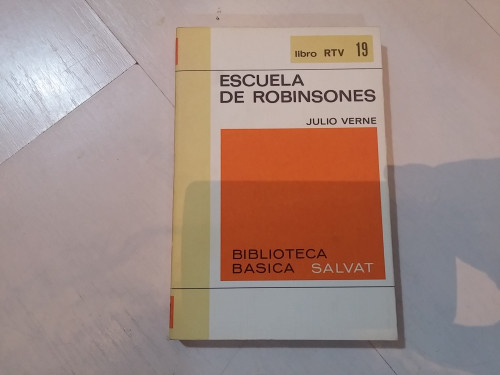 libro RTV 19
ESCUELA
DE ROBINSONES
JULIO VERNE
BIBLIOTECA
BASICA SALVAT